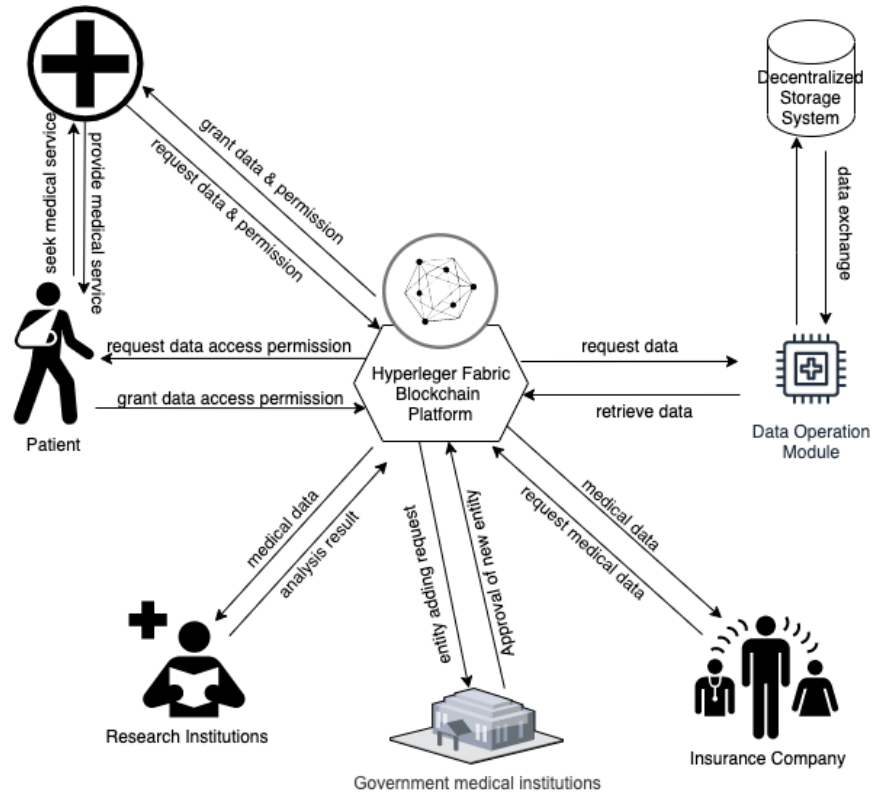 Decentralized
Storage
System
seek medical service
provide medical service
grant data & permission
request data & permission
data exchange
request data access permission
grant data access permission
Hyperleger Fabric
Blockchain
Platform
request data
retrieve data
Patient
Data Operation
Module
medical data
analysis result
entity adding request
Approval of new entity
medical data
request medical data
Research Institutions
Government medical institutions
Insurance Company